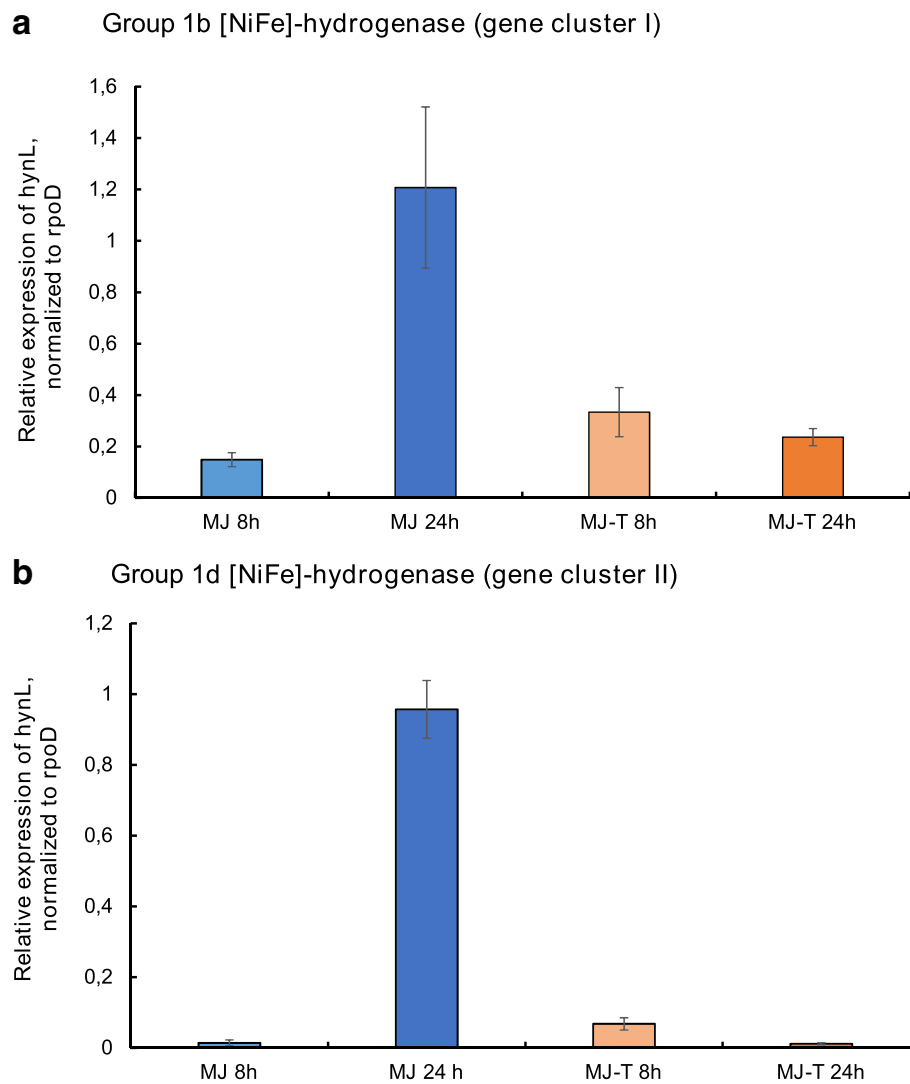 a
Group 1b [NiFe]-hydrogenase (gene cluster I)
Relative expression of hynL,
normalized to rpoD
1,6
1,4
1,2
1
0,8
0,6
0,4
0,2
0
MJ 8h
MJ 24h
MJ-T 8h
MJ-T 24h
b
Group 1d [NiFe]-hydrogenase (gene cluster II)
Relative expression of hynL,
normalized to rpoD
1,2
1
0,8
0,6
0,4
0,2
0
MJ 8h
MJ 24 h
MJ-T 8h
MJ-T 24h